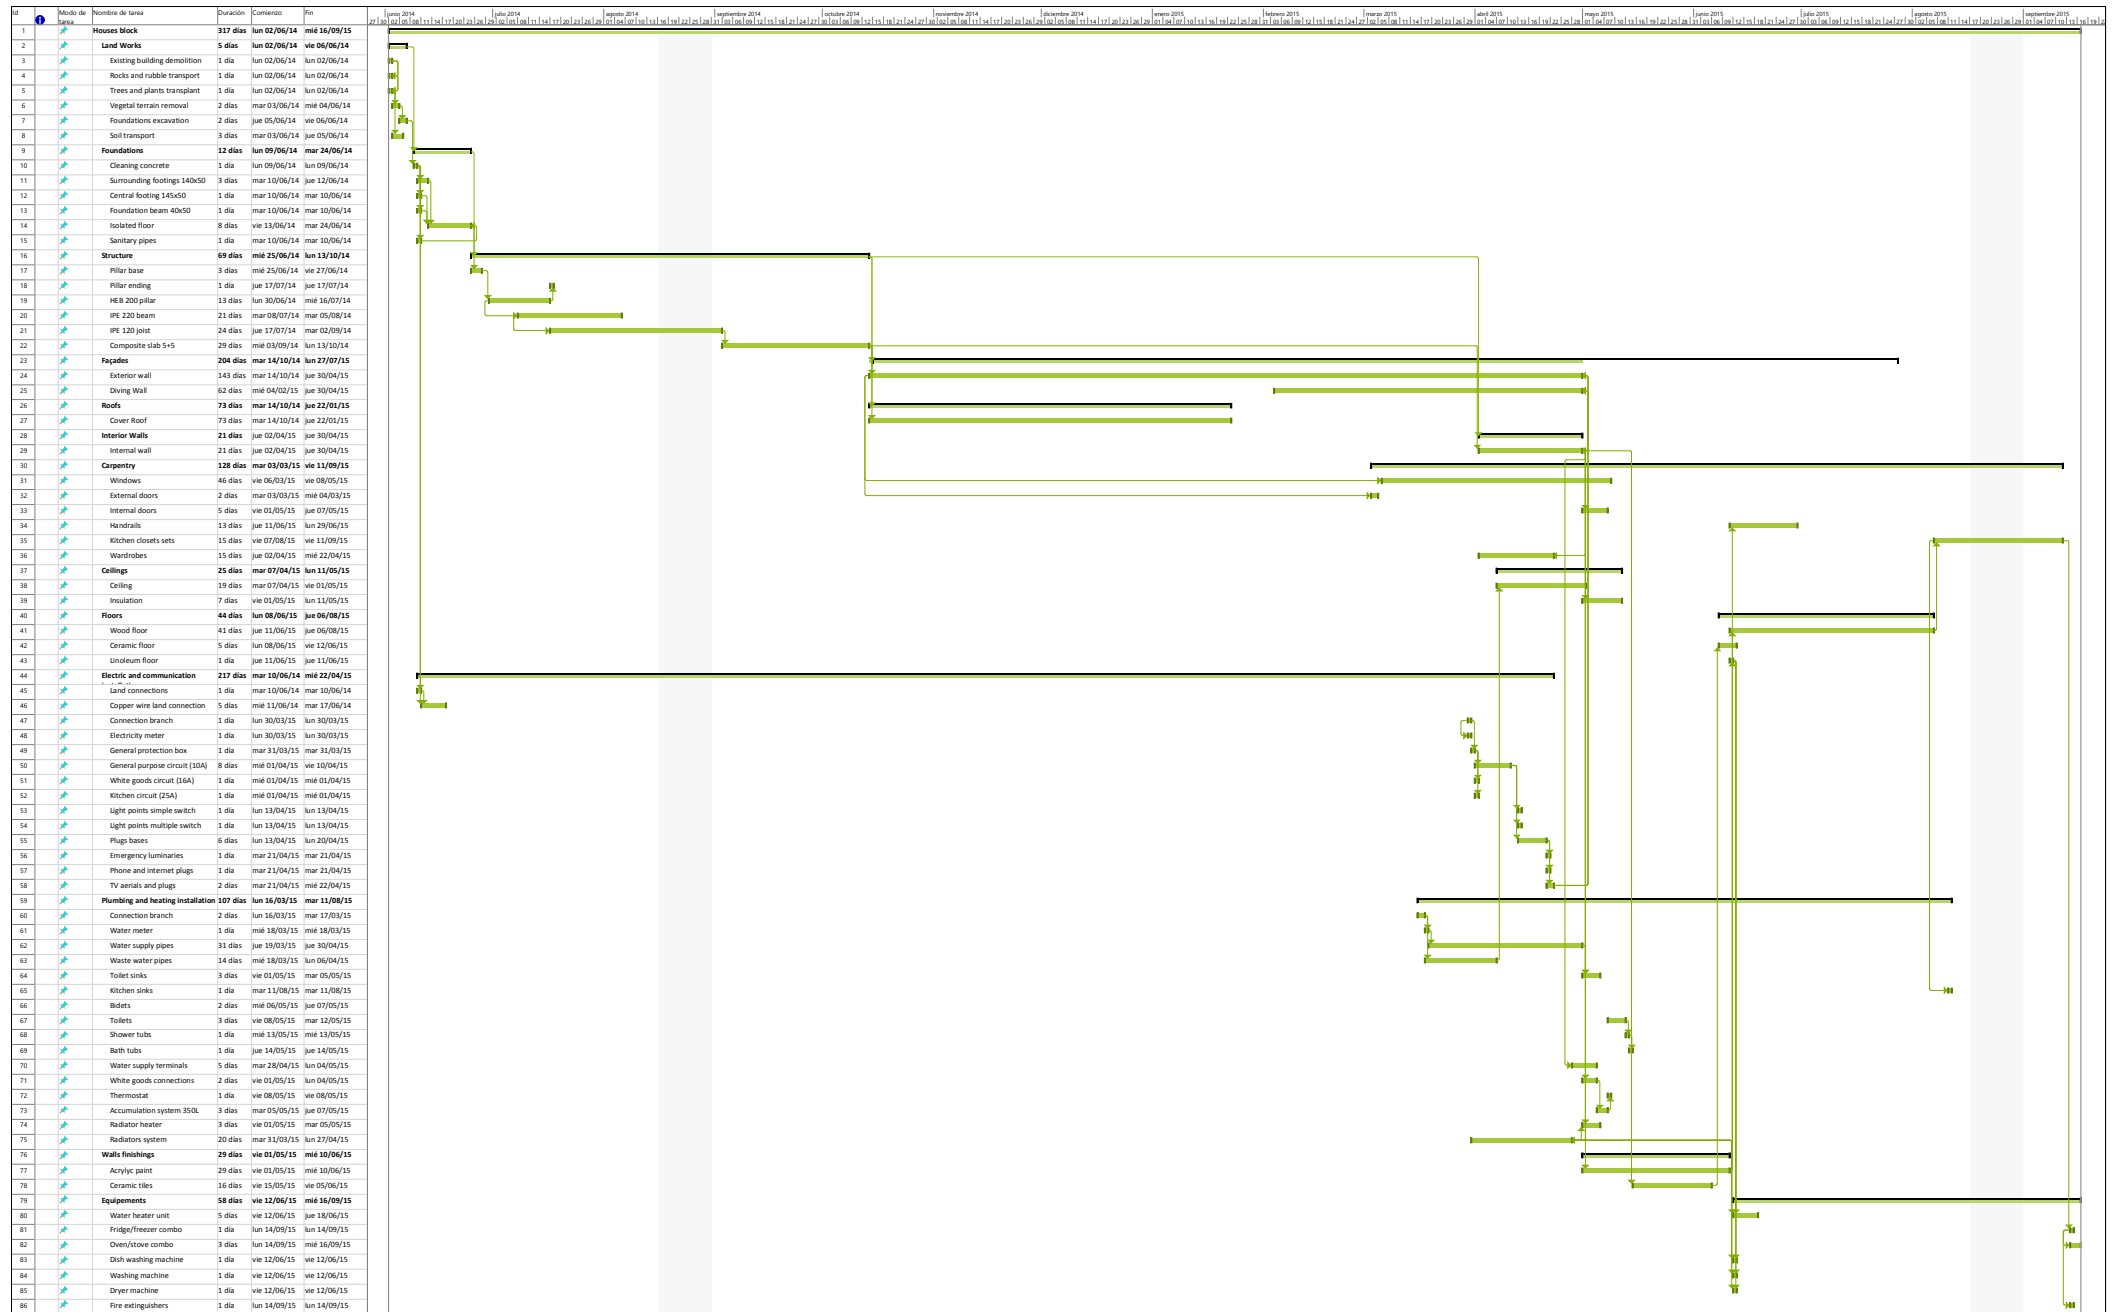 Id Modo de tarea Nombre de tarea Duración Comienzo Fin
junio 2014 julio 2014 agosto 2014 septiembre 2014 octubre 2014 noviembre 2014 diciembre 2014 enero 2015 febrero 2015 marzo 2015 abril 2015 mayo 2015 junio 2015 julio 2015 agosto 2015 septiembre 2015
1 Houses block 317 días lun 02/06/14 mié 16/09/15
2 Land Works 5 días lun 02/06/14 vie 06/06/14
3 Existing building demolition 1 día lun 02/06/14 lun 02/06/14
4 Rocks and rubble transport 1 día lun 02/06/14 lun 02/06/14
5 Trees and plants transplant 1 día lun 02/06/14 lun 02/06/14
6 Vegetal terrain removal 2 días mar 03/06/14 mié 04/06/14
7 Foundations excavation 2 días jue 05/06/14 vie 06/06/14
8 Soil transport 3 días mar 03/06/14 jue 05/06/14
9 Foundations 12 días lun 09/06/14 mar 24/06/14
10 Cleaning concrete 1 día lun 09/06/14 lun 09/06/14
11 Surrounding footings 140x50 3 días mar 10/06/14 jue 12/06/14
12 Central footing 145x50 1 día mar 10/06/14 mar 10/06/14
13 Foundation beam 40x50 1 día mar 10/06/14 mar 10/06/14
14 Isolated floor 8 días vie 13/06/14 mar 24/06/14
15 Sanitary pipes 1 día mar 10/06/14 mar 10/06/14
16 Structure 69 días mié 25/06/14 lun 13/10/14
17 Pillar base 3 días mié 25/06/14 vie 27/06/14
18 Pillar ending 1 día jue 17/07/14 jue 17/07/14
19 HEB 200 pillar 13 días lun 30/06/14 mié 16/07/14
20 IPE 220 beam 21 días mar 08/07/14 mar 05/08/14
21 IPE 120 joist 24 días jue 17/07/14 mar 02/09/14
22 Composite slab 5+5 29 días mié 03/09/14 lun 13/10/14
23 Façades 204 días mar 14/10/14 lun 27/07/15
24 Exterior wall 143 días mar 14/10/14 jue 30/04/15
25 Diving Wall 62 días mié 04/02/15 jue 30/04/15
26 Roofs 73 días mar 14/10/14 jue 22/01/15
27 Cover Roof 73 días mar 14/10/14 jue 22/01/15
28 Interior Walls 21 días jue 02/04/15 jue 30/04/15
29 Internal wall 21 días jue 02/04/15 jue 30/04/15
30 Carpentry 128 días mar 03/03/15 vie 11/09/15
31 Windows 46 días vie 06/03/15 vie 08/05/15
32 External doors 2 días mar 03/03/15 mié 04/03/15
33 Internal doors 5 días vie 01/05/15 jue 07/05/15
34 Handrails 13 días jue 11/06/15 lun 29/06/15
35 Kitchen closets sets 15 días vie 07/08/15 vie 11/09/15
36 Wardrobes 15 días jue 02/04/15 mié 22/04/15
37 Ceilings 25 días mar 07/04/15 lun 11/05/15
38 Ceiling 19 días mar 07/04/15 vie 01/05/15
39 Insulation 7 días vie 01/05/15 lun 11/05/15
40 Floors 44 días lun 08/06/15 jue 06/08/15
41 Wood floor 41 días jue 11/06/15 jue 06/08/15
42 Ceramic floor 5 días lun 08/06/15 vie 12/06/15
43 Linoleum floor 1 día jue 11/06/15 jue 11/06/15
44 Electric and communication 217 días mar 10/06/14 mié 22/04/15
45 Land connections 1 día mar 10/06/14 mar 10/06/14
46 Copper wire land connection 5 días mié 11/06/14 mar 17/06/14
47 Connection branch 1 día lun 30/03/15 lun 30/03/15
48 Electricity meter 1 día lun 30/03/15 lun 30/03/15
49 General protection box 1 día mar 31/03/15 mar 31/03/15
50 General purpose circuit (10A) 8 días mié 01/04/15 vie 10/04/15
51 White goods circuit (16A) 1 día mié 01/04/15 mié 01/04/15
52 Kitchen circuit (25A) 1 día mié 01/04/15 mié 01/04/15
53 Light points simple switch 1 día lun 13/04/15 lun 13/04/15
54 Light points multiple switch 1 día lun 13/04/15 lun 13/04/15
55 Plugs bases 6 días lun 13/04/15 lun 20/04/15
56 Emergency luminaries 1 día mar 21/04/15 mar 21/04/15
57 Phone and internet plugs 1 día mar 21/04/15 mar 21/04/15
58 TV aerials and plugs 2 días mar 21/04/15 mié 22/04/15
59 Plumbing and heating installation 107 días lun 16/03/15 mar 11/08/15
60 Connection branch 2 días lun 16/03/15 mar 17/03/15
61 Water meter 1 día mié 18/03/15 mié 18/03/15
62 Water supply pipes 31 días jue 19/03/15 jue 30/04/15
63 Waste water pipes 14 días mié 18/03/15 lun 06/04/15
64 Toilet sinks 3 días vie 01/05/15 mar 05/05/15
65 Kitchen sinks 1 día mar 11/08/15 mar 11/08/15
66 Bidets 2 días mié 06/05/15 jue 07/05/15
67 Toilets 3 días vie 08/05/15 mar 12/05/15
68 Shower tubs 1 día mié 13/05/15 mié 13/05/15
69 Bath tubs 1 día jue 14/05/15 jue 14/05/15
70 Water supply terminals 5 días mar 28/04/15 lun 04/05/15
71 White goods connections 2 días vie 01/05/15 lun 04/05/15
72 Thermostat 1 día vie 08/05/15 vie 08/05/15
73 Accumulation system 350L 3 días mar 05/05/15 jue 07/05/15
74 Radiator heater 3 días vie 01/05/15 mar 05/05/15
75 Radiators system 20 días mar 31/03/15 lun 27/04/15
76 Walls finishings 29 días vie 01/05/15 mié 10/06/15
77 Acrylyc paint 29 días vie 01/05/15 mié 10/06/15
78 Ceramic tiles 16 días vie 15/05/15 vie 05/06/15
79 Equipements 58 días vie 12/06/15 mié 16/09/15
80 Water heater unit 5 días vie 12/06/15 jue 18/06/15
81 Fridge/freezer combo 1 día lun 14/09/15 lun 14/09/15
82 Oven/stove combo 3 días lun 14/09/15 mié 16/09/15
83 Dish washing machine 1 día vie 12/06/15 vie 12/06/15
84 Washing machine 1 día vie 12/06/15 vie 12/06/15
85 Dryer machine 1 día vie 12/06/15 vie 12/06/15
86 Fire extinguishers 1 día lun 14/09/15 lun 14/09/15